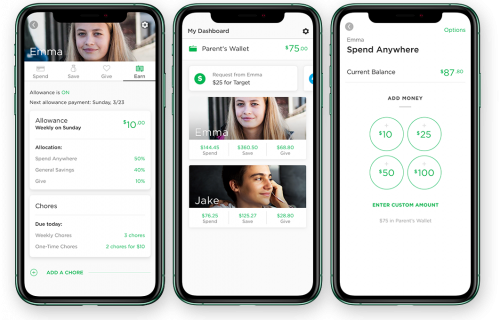 Emma
Spend
Save
Give
Earn
Allowance is ON
Next allowance payment: Sunday, 3/23
Allowance
Weekly on Sunday
$10.00
Allocation:
Spend Anywhere 50%
General Savings 40%
Give 10%
Chores
Due today:
Weekly Chores 3 chores
One-Time Chores 2 chores for $10
ADD A CHORE
My Dashboard
Parent's Wallet $75.00
S
Request from Emma
$25 for Target
Emma
$144.45 $360.50 $68.80
Spend Save Give
Jake
$76.25 $125.27 $28.80
Spend Save Give
Options
Emma
Spend Anywhere
Current Balance $87.80
ADD MONEY
+ $10
+ $25
+ $50
+ $100
ENTER CUSTOM AMOUNT
$75 in Parent's Wallet